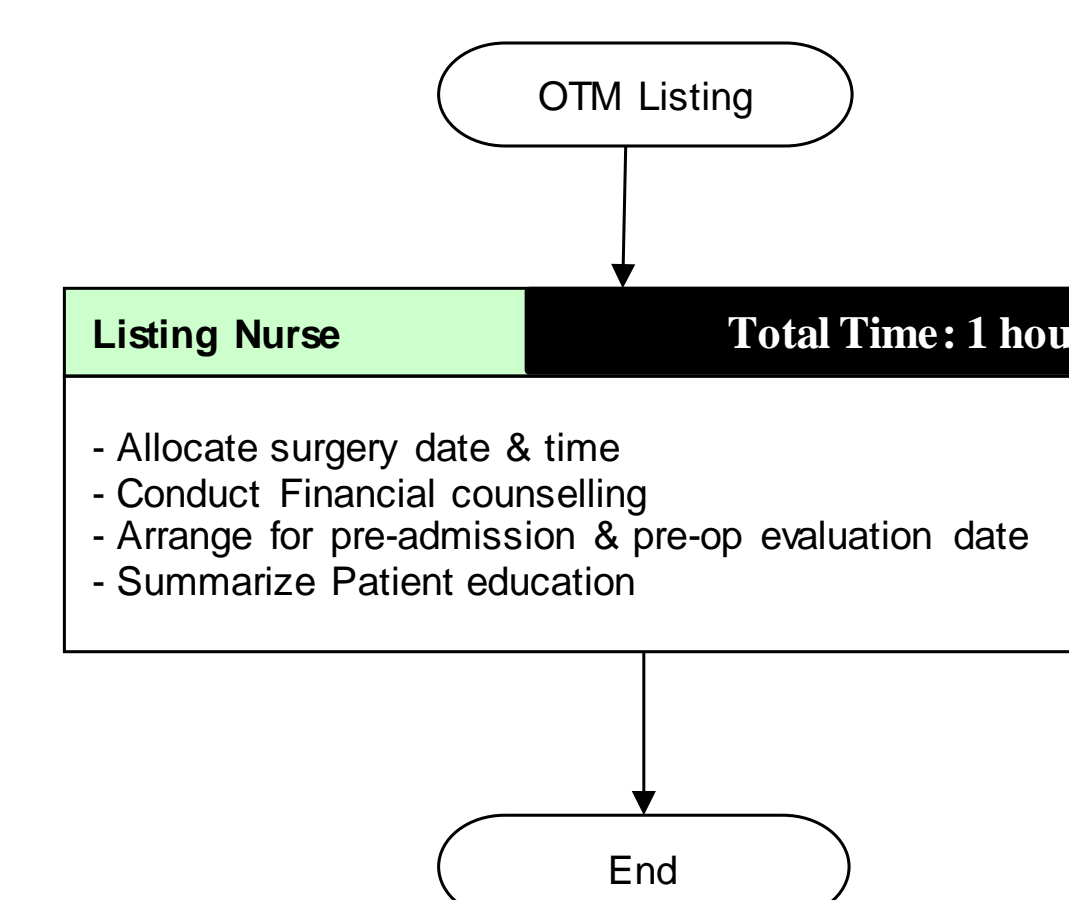 OTM Listing
Listing Nurse
Total Time: 1 hou
- Allocate surgery date & time
- Conduct Financial counselling
- Arrange for pre-admission & pre-op evaluation date
- Summarize Patient education
End